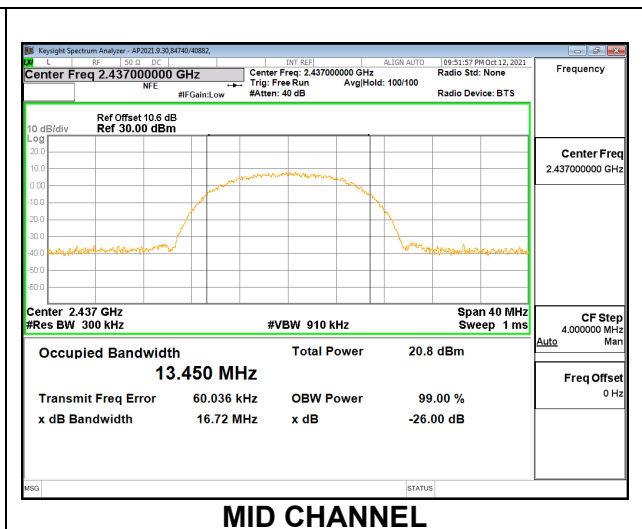 Keysight Spectrum Analyzer - AP2021.9.30,84740/40882,
LXI L RF 50 Ω DC INT REF ALIGN AUTO 09:51:57 PM Oct 12, 2021
Center Freq 2.437000000 GHz Center Freq: 2.437000000 GHz Radio Std: None Frequency
NFE Trig: Free Run Avg|Hold: 100/100
#IFGain:Low #Atten: 40 dB Radio Device: BTS
Ref Offset 10.6 dB
10 dB/div Ref 30.00 dBm
Log
20.0
10.0
0.00
-10.0
-20.0
-30.0
-40.0
-50.0
-60.0
Center 2.437 GHz Span 40 MHz
#Res BW 300 kHz #VBW 910 kHz Sweep 1 ms
Occupied Bandwidth Total Power 20.8 dBm
13.450 MHz
Transmit Freq Error 60.036 kHz OBW Power 99.00 %
x dB Bandwidth 16.72 MHz x dB -26.00 dB
Center Freq
2.437000000 GHz
CF Step
4.000000 MHz
Auto Man
Freq Offset
0 Hz
MSG STATUS
MID CHANNEL